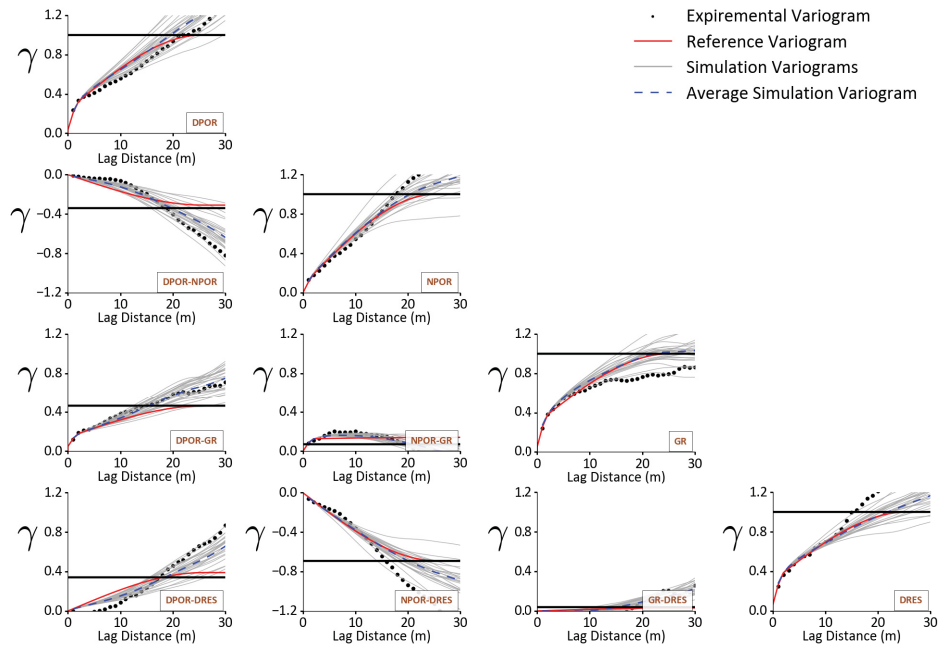 Expiremental Variogram
Reference Variogram
Simulation Variograms
Average Simulation Variogram
γ
1.2
0.8
0.4
0.0
0 10 20 30
Lag Distance (m)
DPOR
γ
0.0
−0.4
−0.8
−1.2
0 10 20 30
Lag Distance (m)
DPOR-NPOR
γ
1.2
0.8
0.4
0.0
0 10 20 30
Lag Distance (m)
NPOR
γ
1.2
0.8
0.4
0.0
0 10 20 30
Lag Distance (m)
DPOR-GR
γ
1.2
0.8
0.4
0.0
0 10 20 30
Lag Distance (m)
NPOR-GR
γ
1.2
0.8
0.4
0.0
0 10 20 30
Lag Distance (m)
GR
γ
1.2
0.8
0.4
0.0
0 10 20 30
Lag Distance (m)
DPOR-DRES
γ
0.0
−0.4
−0.8
−1.2
0 10 20 30
Lag Distance (m)
NPOR-DRES
γ
1.2
0.8
0.4
0.0
0 10 20 30
Lag Distance (m)
GR-DRES
γ
1.2
0.8
0.4
0.0
0 10 20 30
Lag Distance (m)
DRES